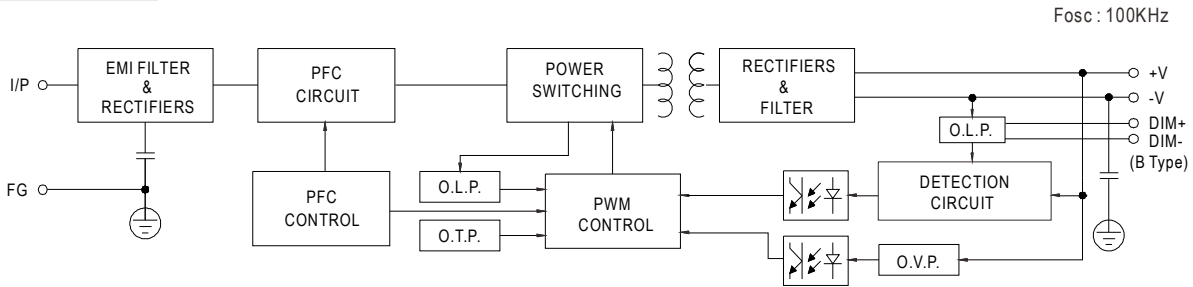 Fosc : 100KHz
I/P
EMI FILTER
&
RECTIFIERS
PFC
CIRCUIT
POWER
SWITCHING
RECTIFIERS
&
FILTER
+V
-V
DIM+
DIM-
(B Type)
O.L.P.
FG
PFC
CONTROL
O.L.P.
O.T.P.
PWM
CONTROL
DETECTION
CIRCUIT
O.V.P.